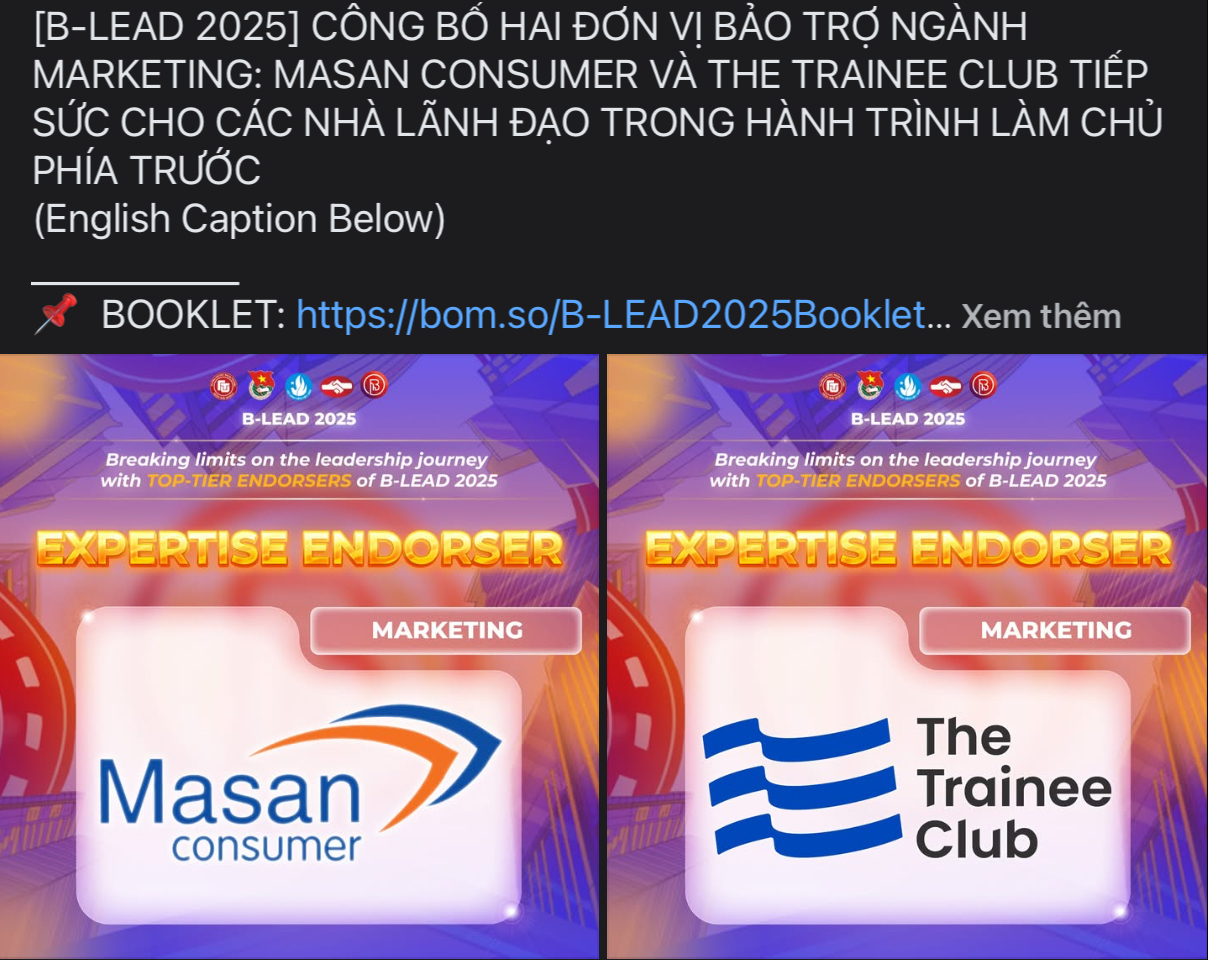 [B-LEAD 2025] CÔNG BỐ HAI ĐƠN VỊ BẢO TRỢ NGÀNH
MARKETING: MASAN CONSUMER VÀ THE TRAINEE CLUB TIẾP
SỨC CHO CÁC NHÀ LÃNH ĐẠO TRONG HÀNH TRÌNH LÀM CHỦ
PHÍA TRƯỚC
(English Caption Below)
📌 BOOKLET: https://bom.so/B-LEAD2025Booklet... Xem thêm
B-LEAD 2025
Breaking limits on the leadership journey
with TOP-TIER ENDORSERS of B-LEAD 2025
EXPERTISE ENDORSER
MARKETING
Masan
consumer
B-LEAD 2025
Breaking limits on the leadership journey
with TOP-TIER ENDORSERS of B-LEAD 2025
EXPERTISE ENDORSER
MARKETING
The
Trainee
Club